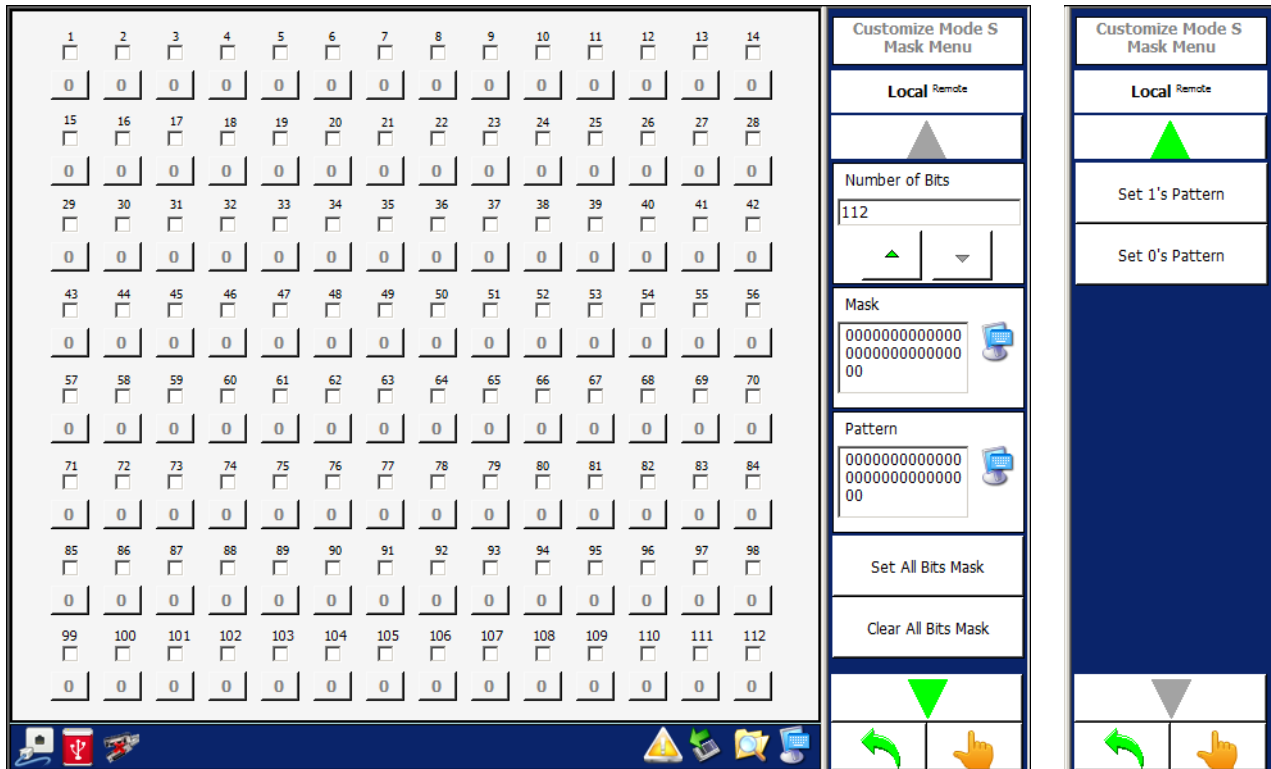 1 2 3 4 5 6 7 8 9 10 11 12 13 14
0 0 0 0 0 0 0 0 0 0 0 0 0 0
15 16 17 18 19 20 21 22 23 24 25 26 27 28
0 0 0 0 0 0 0 0 0 0 0 0 0 0
29 30 31 32 33 34 35 36 37 38 39 40 41 42
0 0 0 0 0 0 0 0 0 0 0 0 0 0
43 44 45 46 47 48 49 50 51 52 53 54 55 56
0 0 0 0 0 0 0 0 0 0 0 0 0 0
57 58 59 60 61 62 63 64 65 66 67 68 69 70
0 0 0 0 0 0 0 0 0 0 0 0 0 0
71 72 73 74 75 76 77 78 79 80 81 82 83 84
0 0 0 0 0 0 0 0 0 0 0 0 0 0
85 86 87 88 89 90 91 92 93 94 95 96 97 98
0 0 0 0 0 0 0 0 0 0 0 0 0 0
99 100 101 102 103 104 105 106 107 108 109 110 111 112
0 0 0 0 0 0 0 0 0 0 0 0 0 0
Customize Mode S
Mask Menu
Local Remote
Number of Bits
112
Mask
0000000000000
0000000000000
00
Pattern
0000000000000
0000000000000
00
Set All Bits Mask
Clear All Bits Mask
Customize Mode S
Mask Menu
Local Remote
Set 1's Pattern
Set 0's Pattern